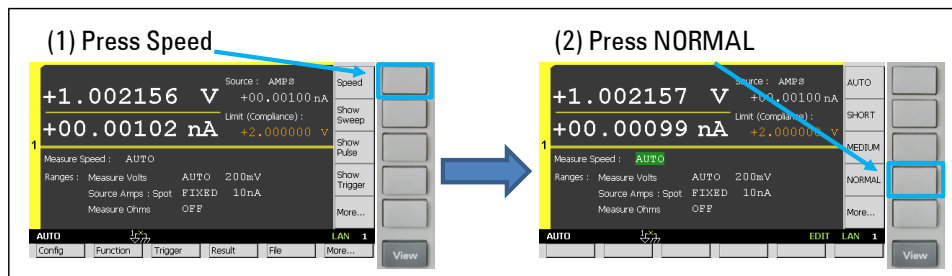 (1) Press Speed
Source : AMPS
+1.002156 V
+00.00100 nA
Limit (Compliance) :
+00.00102 nA
+2.000000 V
1
Measure Speed : AUTO
Ranges : Measure Volts AUTO 200mV
Source Amps : Spot FIXED 10nA
Measure Ohms OFF
Speed
Show Sweep
Show Pulse
Show Trigger
More...
AUTO
LAN 1
Config Function Trigger Result File More...
View
(2) Press NORMAL
Source : AMPS
+1.002157 V
+00.00100 nA
Limit (Compliance) :
+00.00099 nA
+2.000000 V
1
Measure Speed : AUTO
Ranges : Measure Volts AUTO 200mV
Source Amps : Spot FIXED 10nA
Measure Ohms OFF
AUTO
SHORT
MEDIUM
NORMAL
More...
AUTO
EDIT LAN 1
View